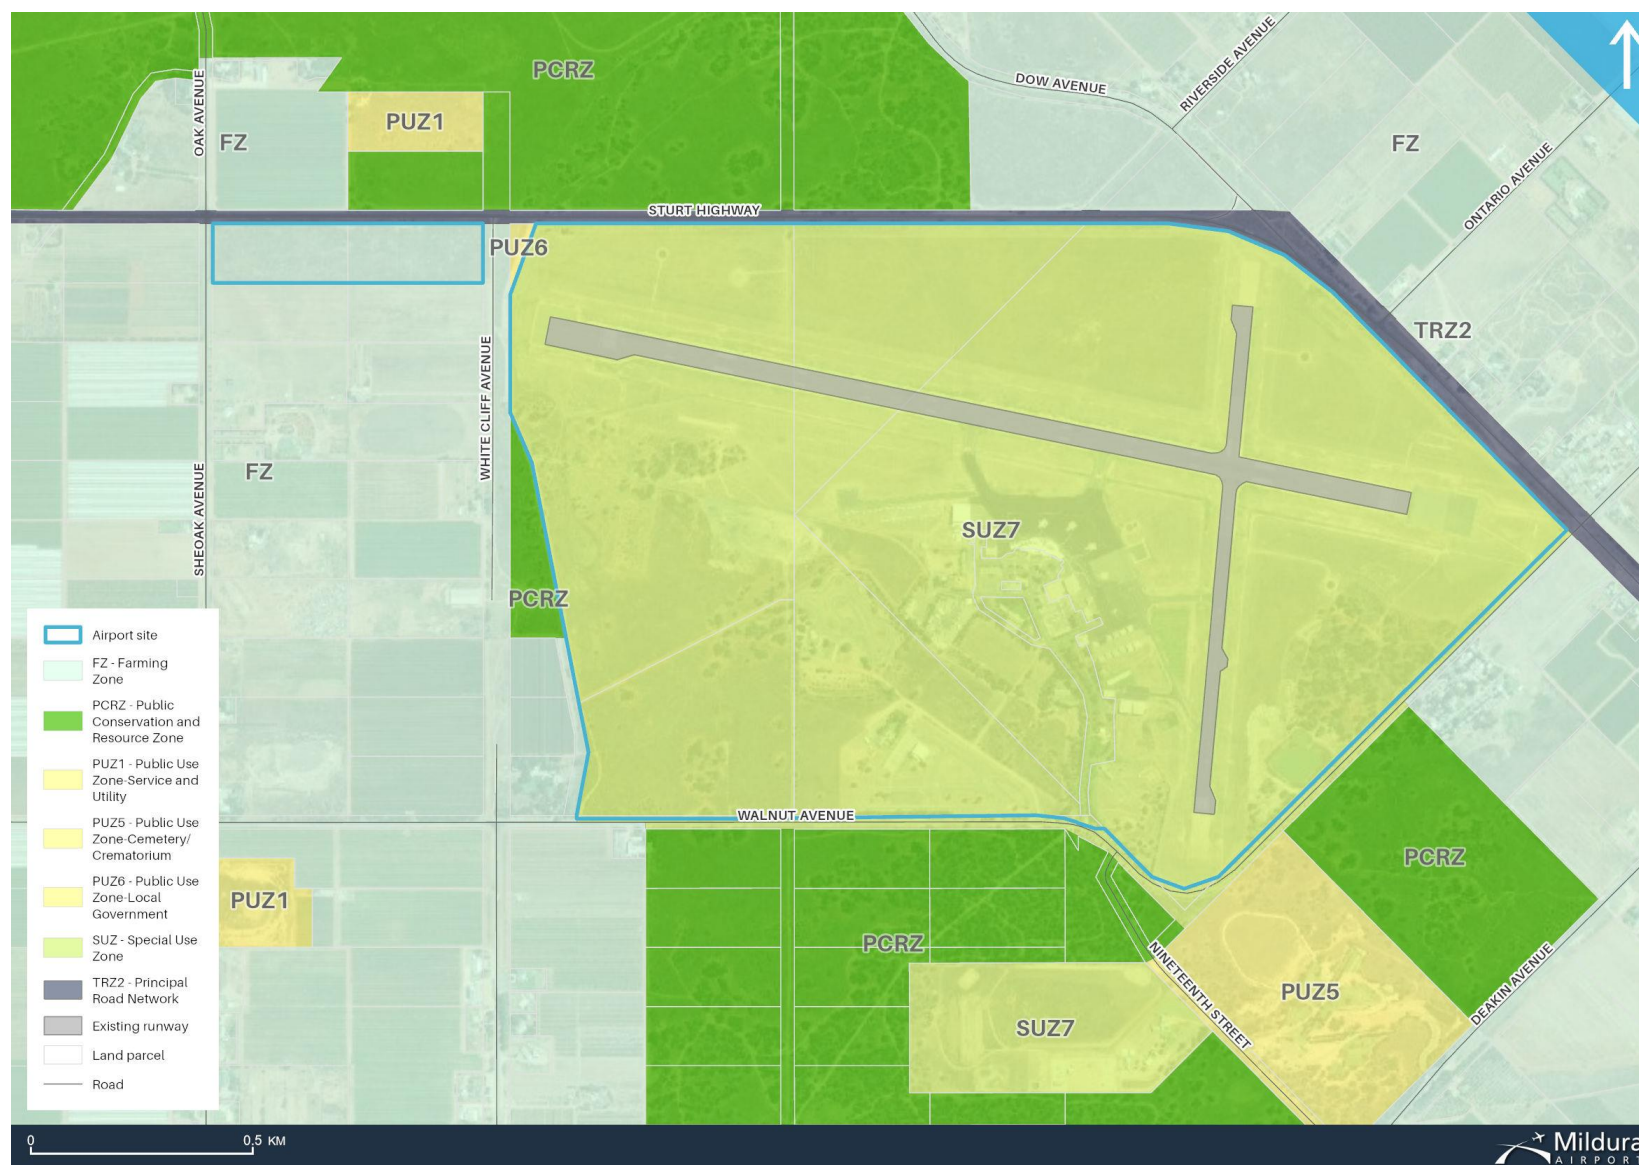 PCRZ
DOW AVENUE
RIVERSIDE AVENUE
OAK AVENUE
FZ
PUZ1
FZ
ONTARIO AVENUE
STURT HIGHWAY
PUZ6
TRZ2
WHITE CLIFF AVENUE
FZ
SHEOAK AVENUE
SUZ7
PCRZ
Airport site
FZ - Farming
Zone
PCRZ - Public
Conservation and
Resource Zone
PUZ1 - Public Use
Zone-Service and
Utility
PUZ5 - Public Use
Zone-Cemetery/
Crematorium
PUZ6 - Public Use
Zone-Local
Government
SUZ - Special Use
Zone
TRZ2 - Principal
Road Network
Existing runway
Land parcel
Road
WALNUT AVENUE
PCRZ
PUZ1
PCRZ
NINETEENTH STREET
PUZ5
DEAKIN AVENUE
SUZ7
0
0.5 KM
Mildura
AIRPORT